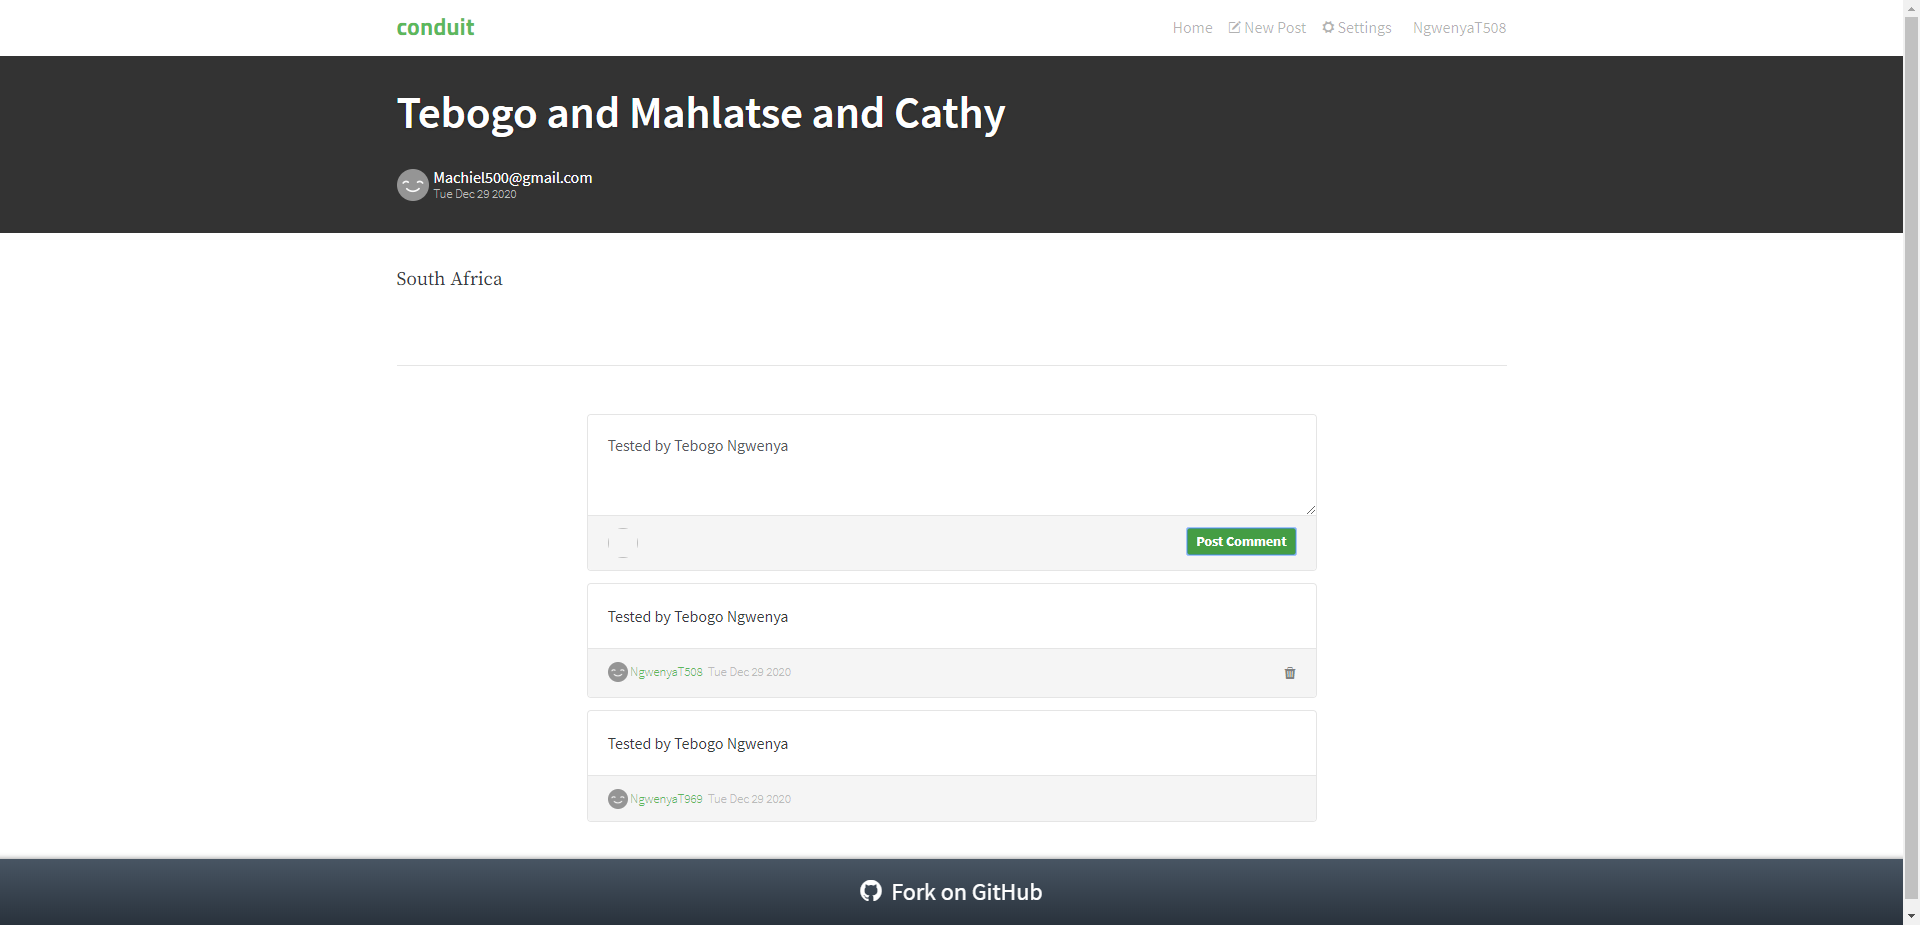 conduit
Home New Post Settings NgwenyaT508
Tebogo and Mahlatse and Cathy
Machiel500@gmail.com
Tue Dec 29 2020
South Africa
Tested by Tebogo Ngwenya
Post Comment
Tested by Tebogo Ngwenya
NgwenyaT508 Tue Dec 29 2020
Tested by Tebogo Ngwenya
NgwenyaT969 Tue Dec 29 2020
Fork on GitHub